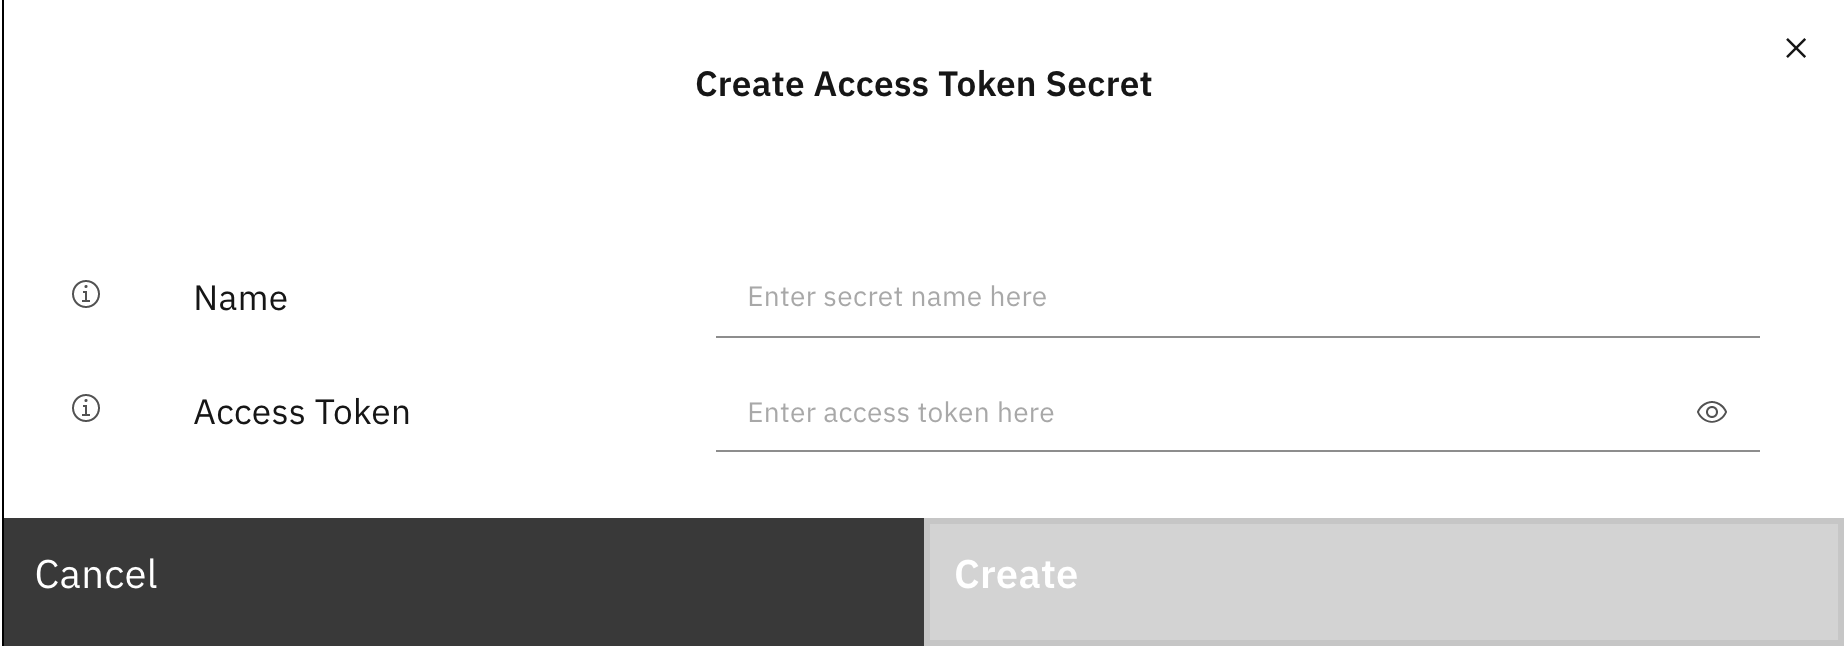 Create Access Token Secret
Name
Enter secret name here
Access Token
Enter access token here
Cancel
Create